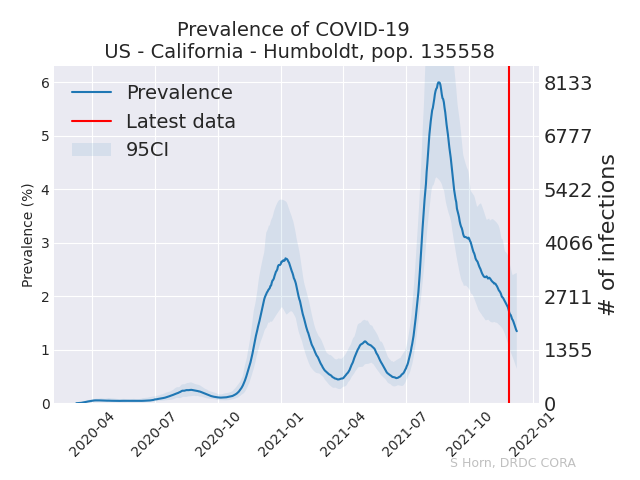 Prevalence of COVID-19
US - California - Humboldt, pop. 135558
Prevalence
Latest data
95CI
Prevalence (%)
6
5
4
3
2
1
0
8133
6777
5422
4066
2711
1355
0
# of infections
2020-04
2020-07
2020-10
2021-01
2021-04
2021-07
2021-10
2022-01
S Horn, DRDC CORA